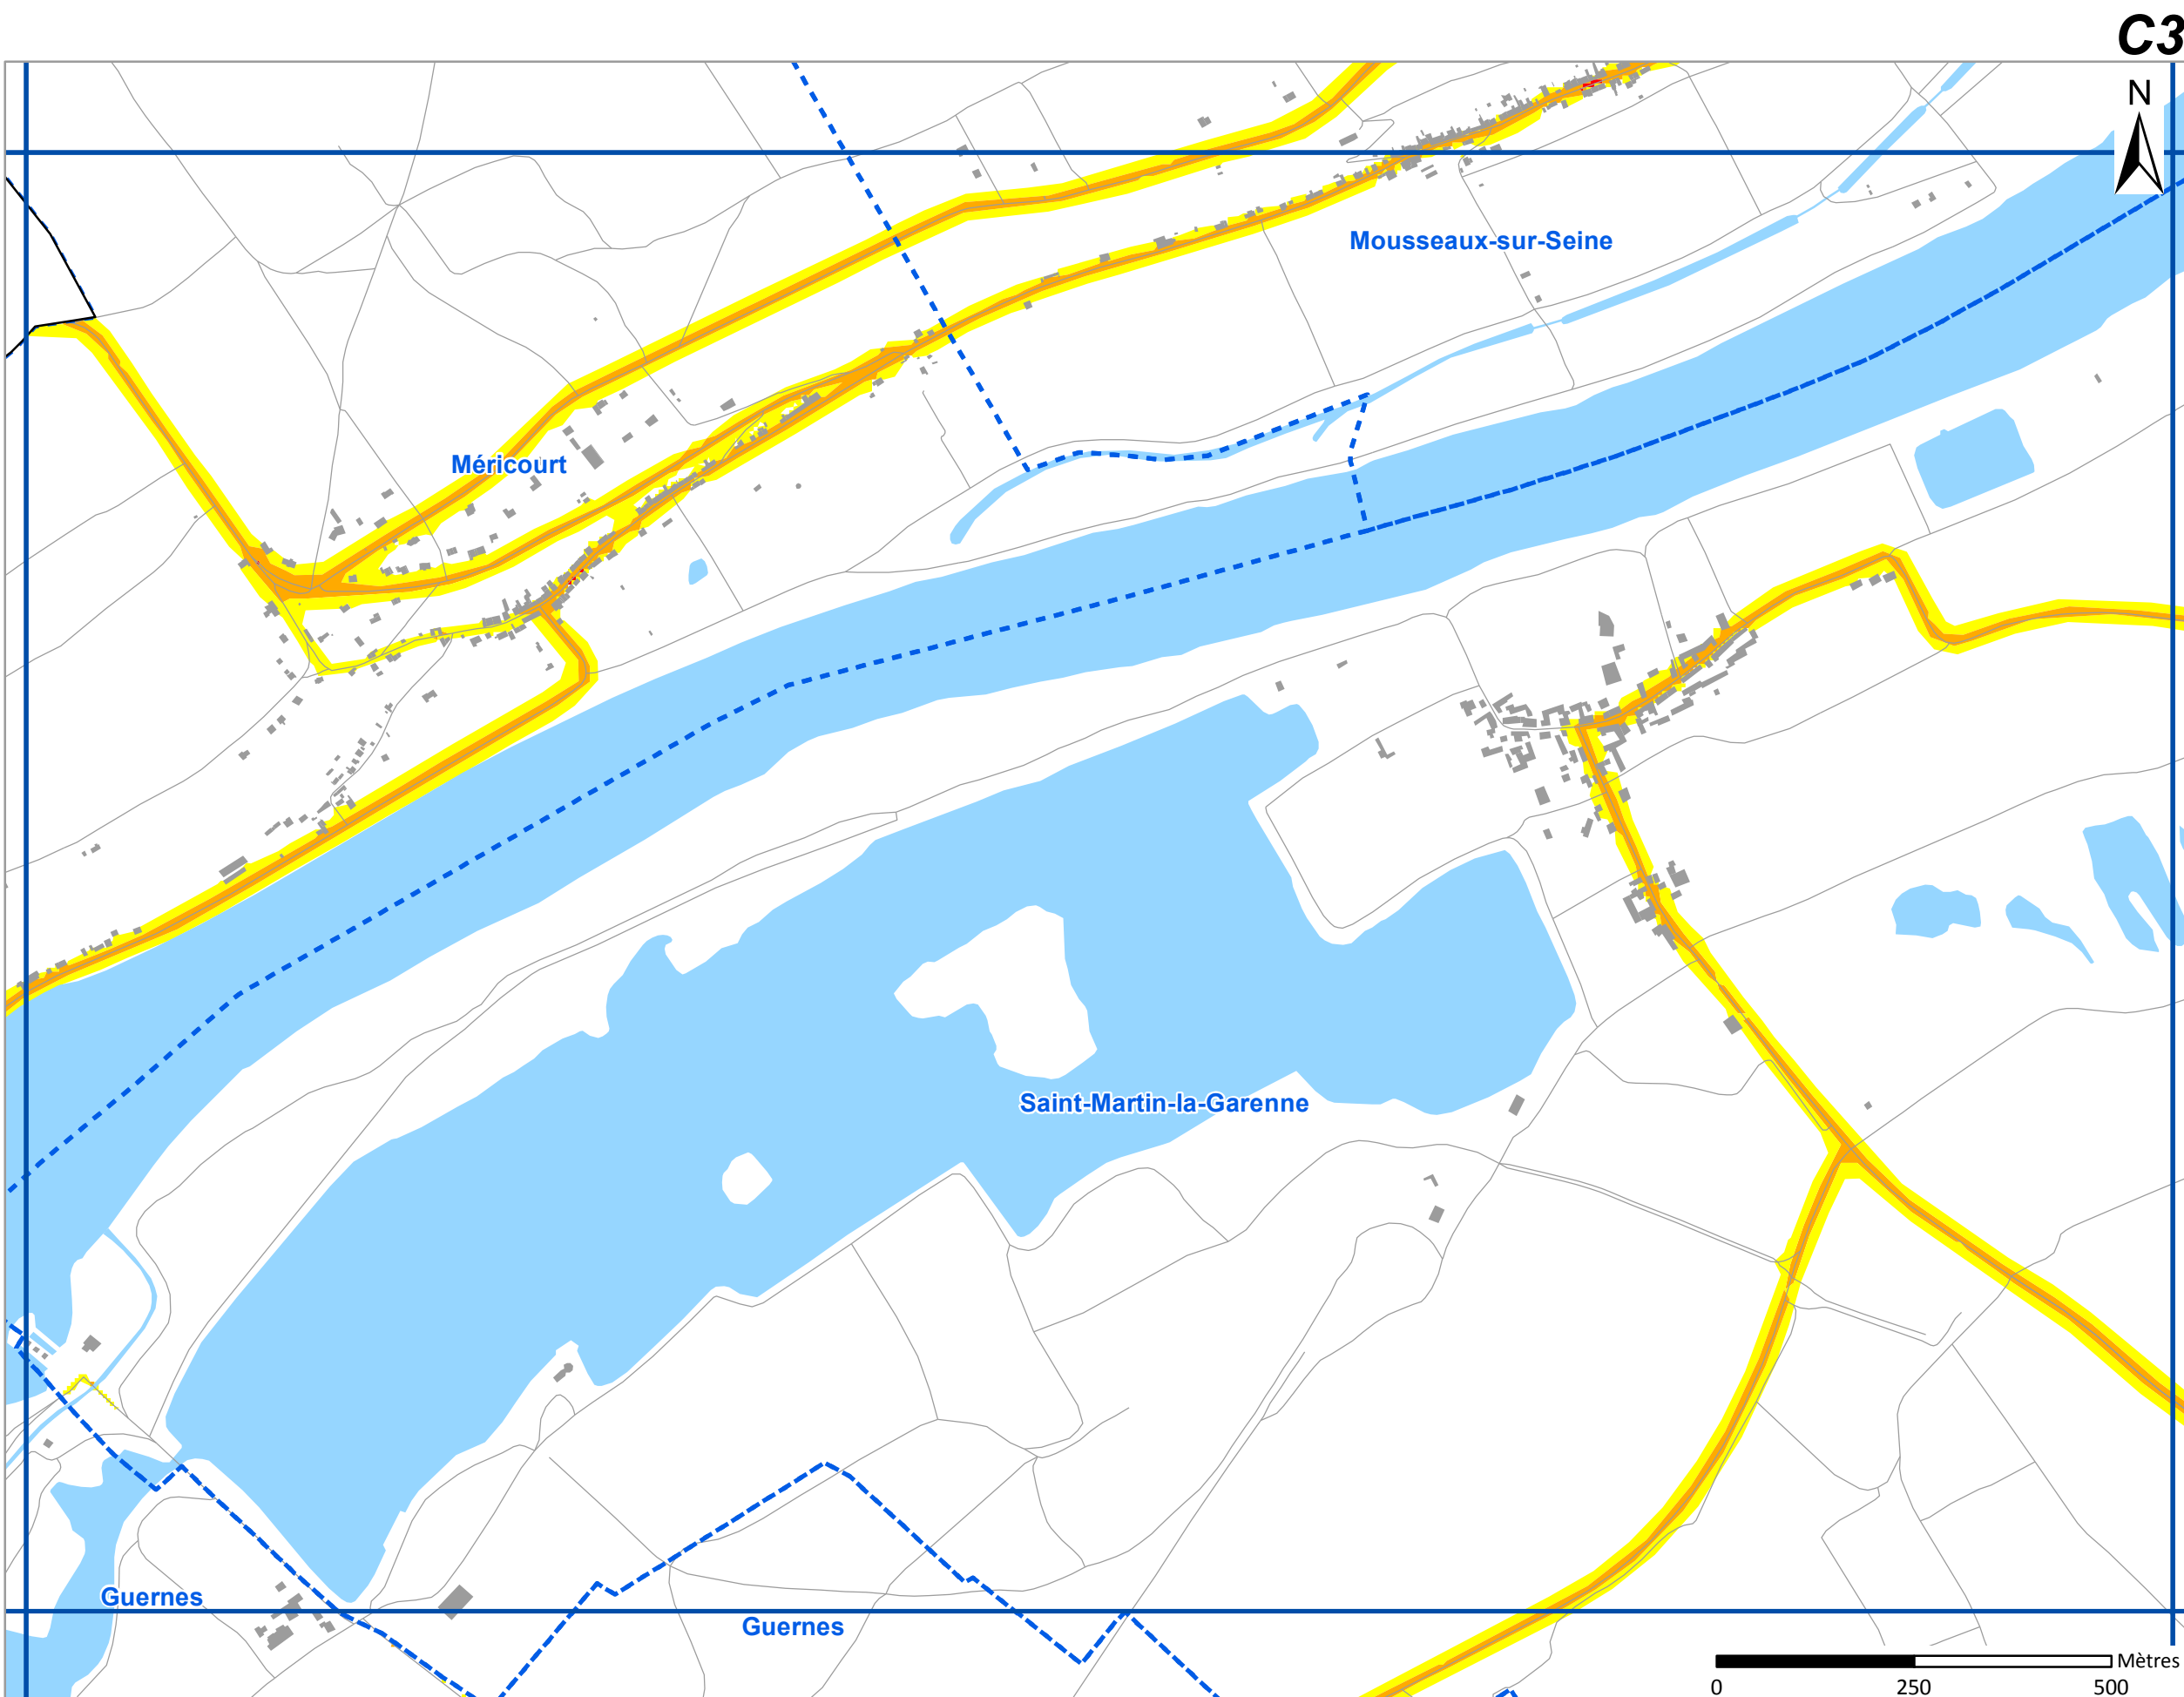 C3
N
Mousseaux-sur-Seine
Méricourt
Saint-Martin-la-Garenne
Guernes
Guernes
Mètres
0 250 500